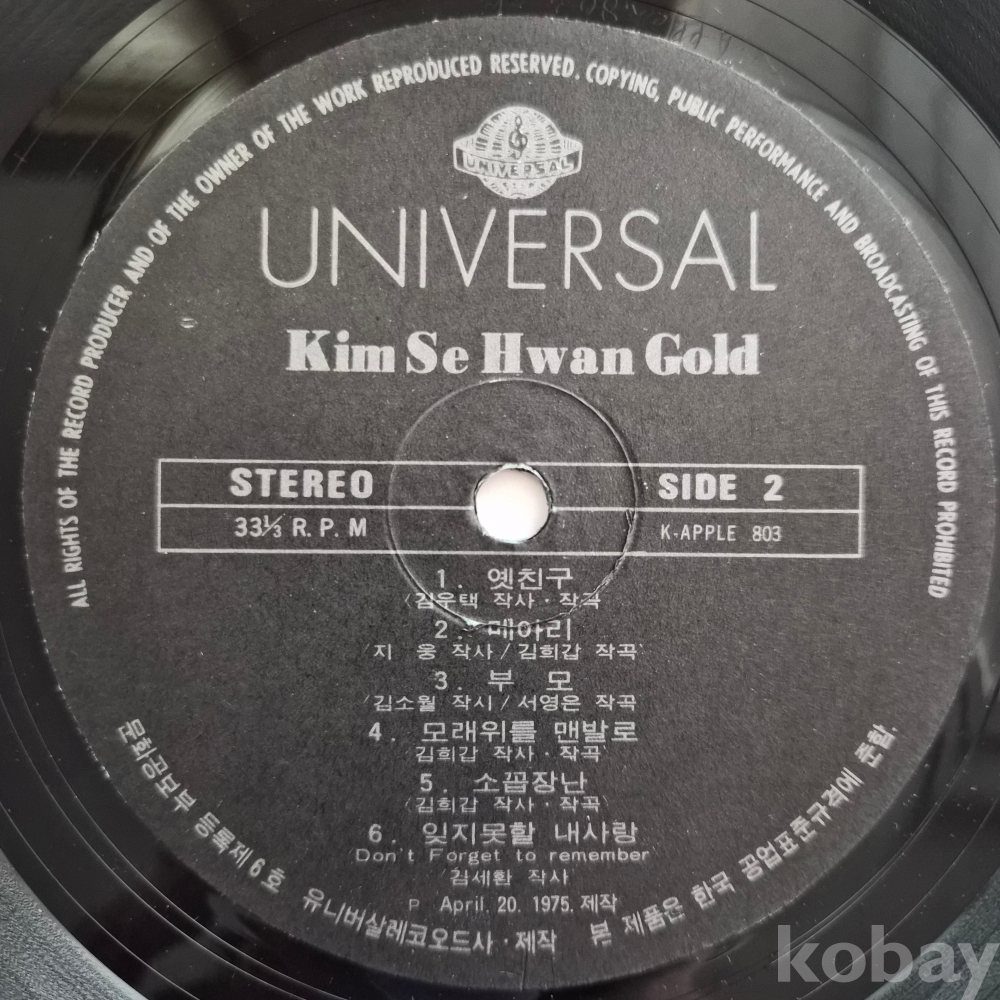 ALL RIGHTS OF THE RECORD PRODUCER AND OF THE OWNER OF THE WORK REPRODUCED RESERVED. COPYING, PUBLIC PERFORMANCE AND BROADCASTING OF THIS RECORD PROHIBITED
UNIVERSAL
UNIVERSAL
Kim Se Hwan Gold
STEREO
SIDE 2
33⅓ R. P. M
K-APPLE 803
1. 옛친구
(김우택 작사·작곡
2. 메아리
지 웅 작사/김희갑 작곡)
3. 부 모
(김소월 작시/서영은 작곡
4. 모래위를 맨발로
김희갑 작사·작곡)
5. 소꿉장난
(김희갑 작사·작곡)
6. 잊지못할 내사랑
Don't Forget to remember
(김세환 작사)
P April. 20. 1975. 제작
문화공보부 등록제6호 유니버살레코오드사·제작 본 제품은 한국 공업표준규격에 준함.
kobay